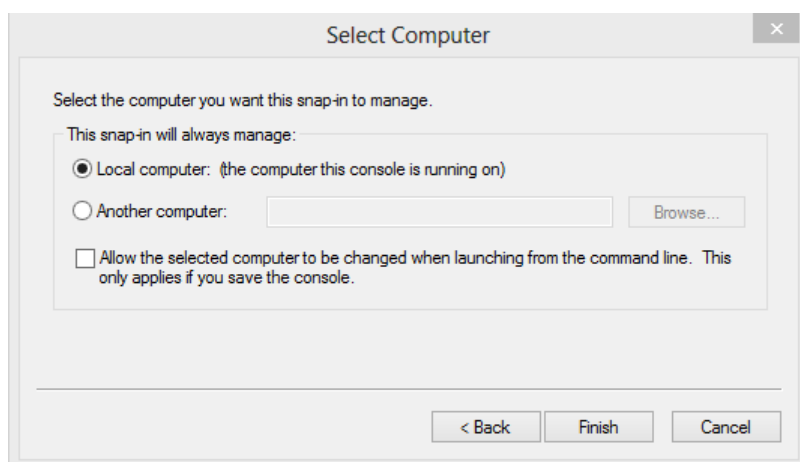 Select Computer
Select the computer you want this snap-in to manage.
This snap-in will always manage:
Local computer: (the computer this console is running on)
Another computer:
Browse...
Allow the selected computer to be changed when launching from the command line. This
only applies if you save the console.
< Back
Finish
Cancel